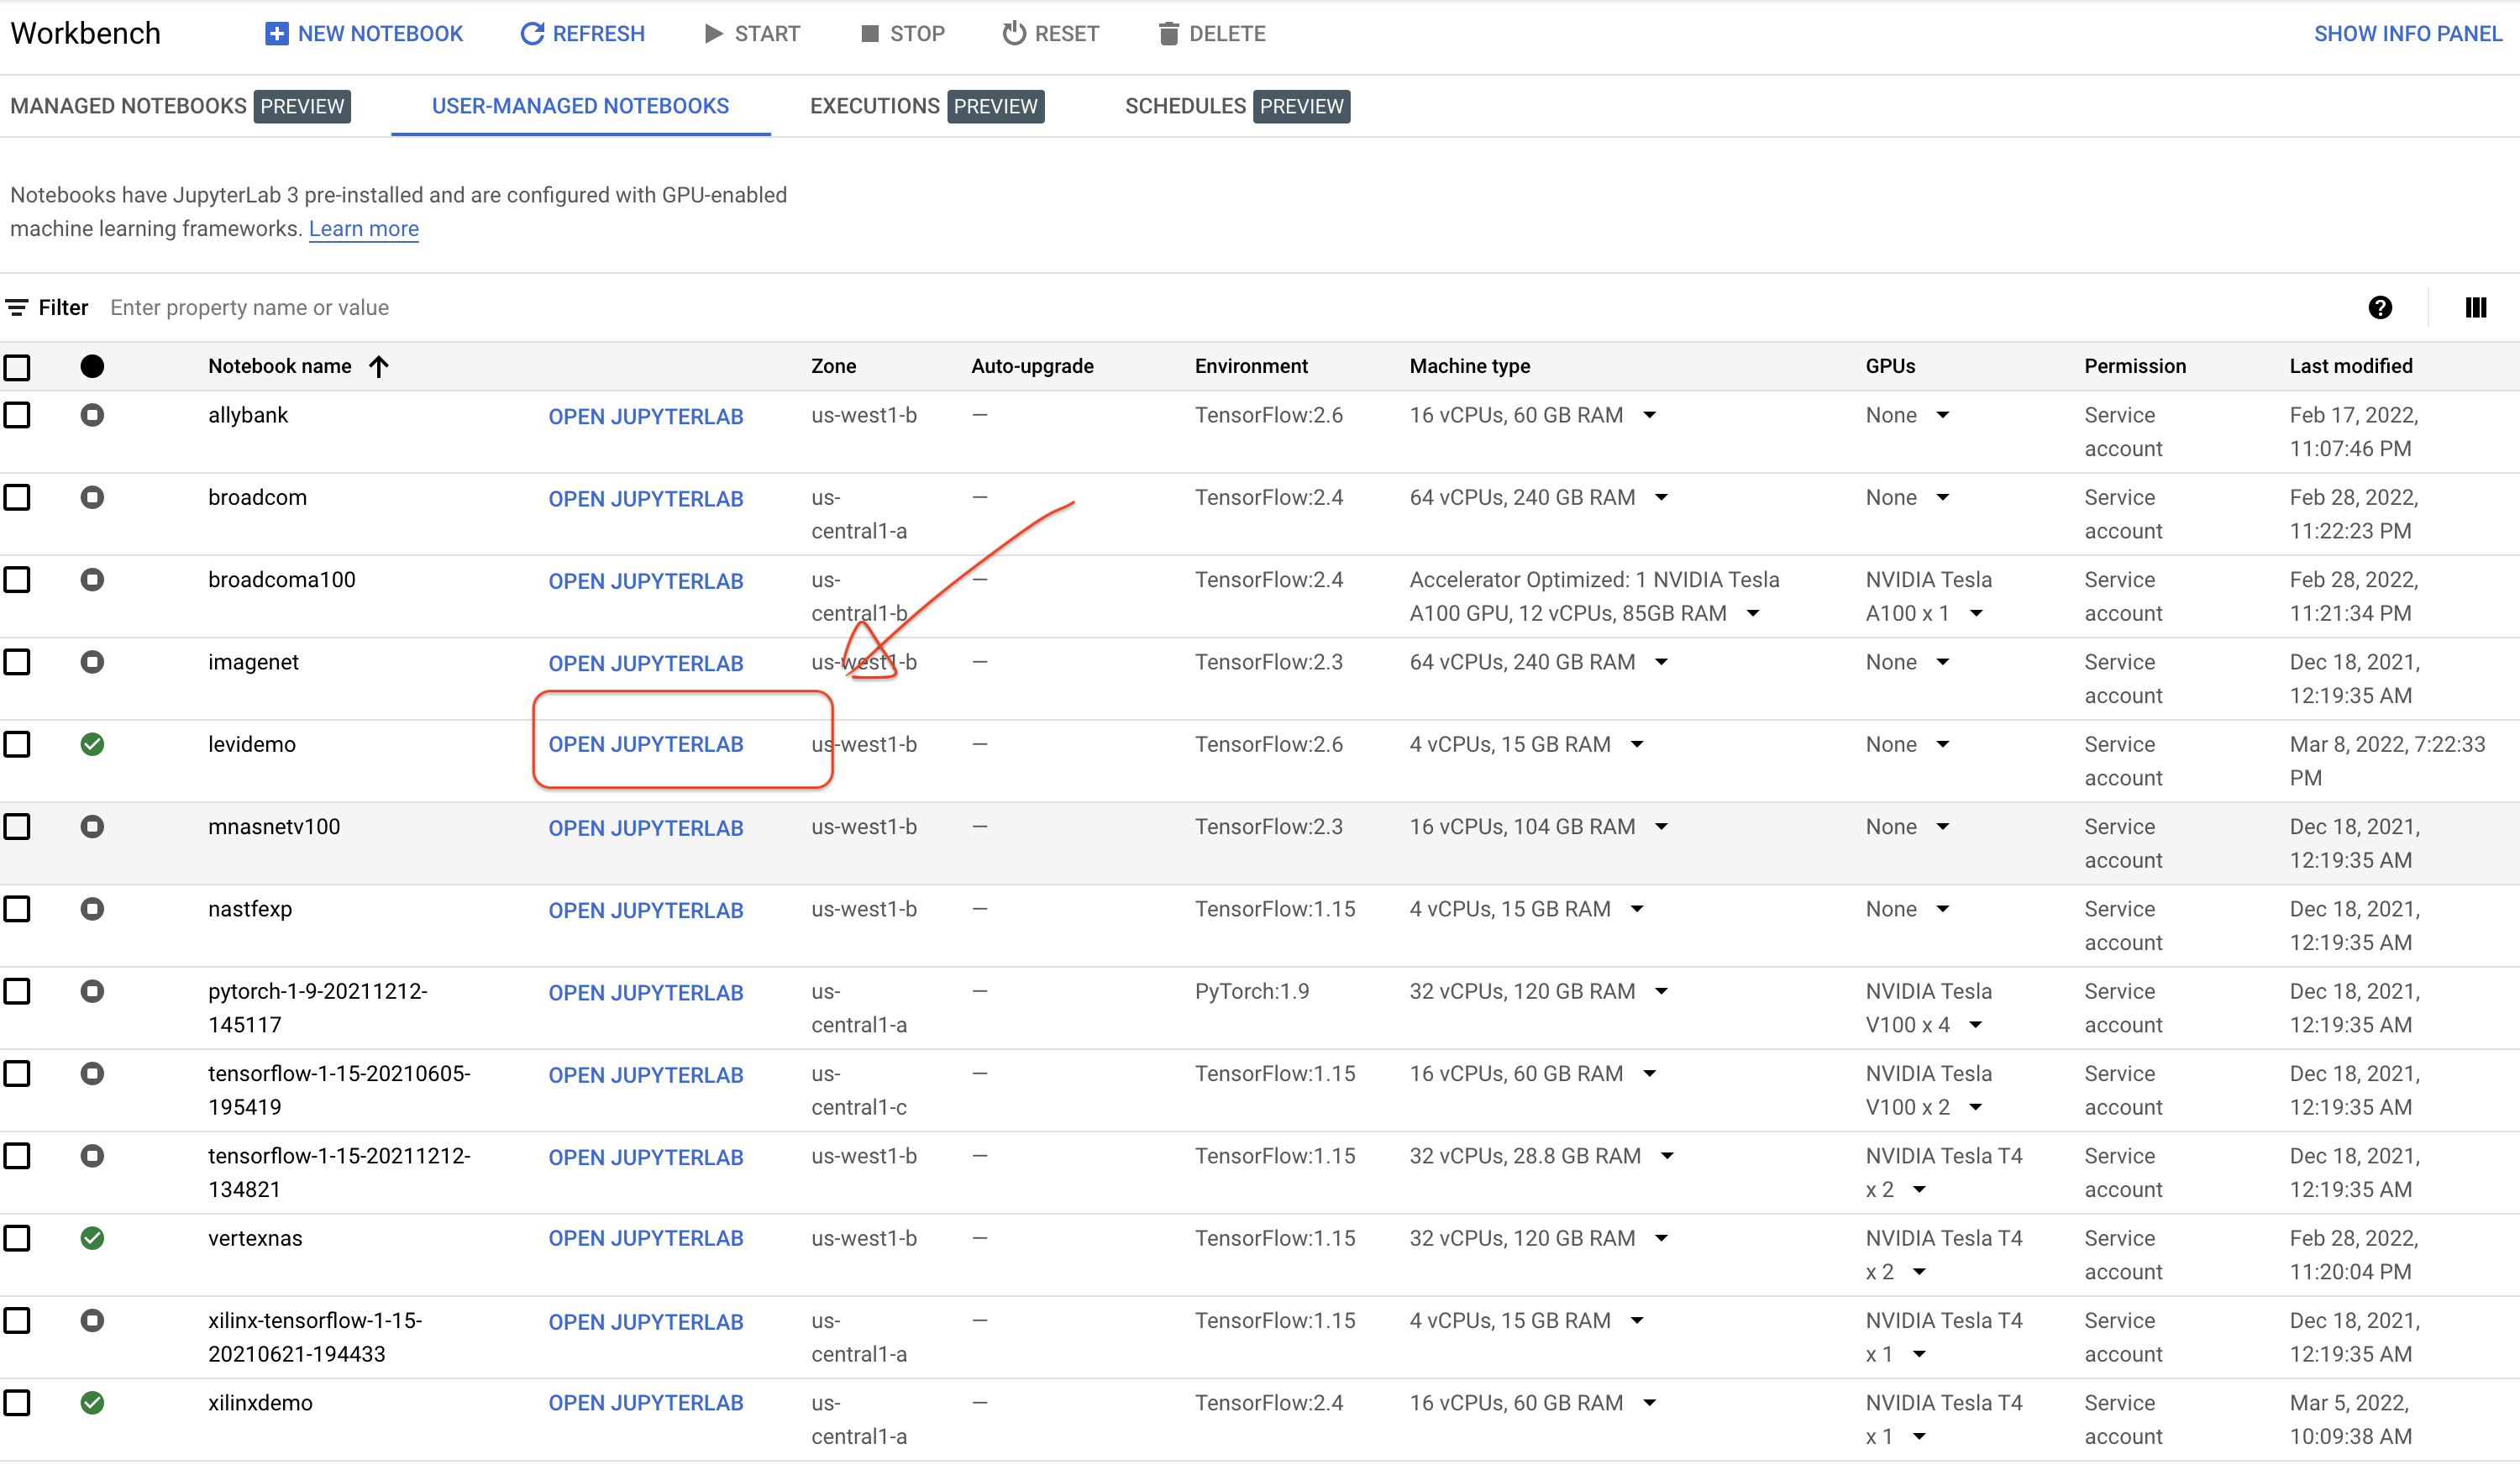 Workbench NEW NOTEBOOK REFRESH START STOP RESET DELETE SHOW INFO PANEL
MANAGED NOTEBOOKS PREVIEW USER-MANAGED NOTEBOOKS EXECUTIONS PREVIEW SCHEDULES PREVIEW
Notebooks have JupyterLab 3 pre-installed and are configured with GPU-enabled
machine learning frameworks. Learn more
Filter Enter property name or value
Notebook name Zone Auto-upgrade Environment Machine type GPUs Permission Last modified
allybank OPEN JUPYTERLAB us-west1-b — TensorFlow:2.6 16 vCPUs, 60 GB RAM None Service Feb 17, 2022,
account 11:07:46 PM
broadcom OPEN JUPYTERLAB us- — TensorFlow:2.4 64 vCPUs, 240 GB RAM None Service Feb 28, 2022,
central1-a account 11:22:23 PM
broadcoma100 OPEN JUPYTERLAB us- — TensorFlow:2.4 Accelerator Optimized: 1 NVIDIA Tesla NVIDIA Tesla Service Feb 28, 2022,
central1-b A100 GPU, 12 vCPUs, 85GB RAM A100 x 1 account 11:21:34 PM
imagenet OPEN JUPYTERLAB us-west1-b — TensorFlow:2.3 64 vCPUs, 240 GB RAM None Service Dec 18, 2021,
account 12:19:35 AM
levidemo OPEN JUPYTERLAB us-west1-b — TensorFlow:2.6 4 vCPUs, 15 GB RAM None Service Mar 8, 2022, 7:22:33
account PM
mnasnetv100 OPEN JUPYTERLAB us-west1-b — TensorFlow:2.3 16 vCPUs, 104 GB RAM None Service Dec 18, 2021,
account 12:19:35 AM
nastfexp OPEN JUPYTERLAB us-west1-b — TensorFlow:1.15 4 vCPUs, 15 GB RAM None Service Dec 18, 2021,
account 12:19:35 AM
pytorch-1-9-20211212- OPEN JUPYTERLAB us- — PyTorch:1.9 32 vCPUs, 120 GB RAM NVIDIA Tesla Service Dec 18, 2021,
145117 central1-a V100 x 4 account 12:19:35 AM
tensorflow-1-15-20210605- OPEN JUPYTERLAB us- — TensorFlow:1.15 16 vCPUs, 60 GB RAM NVIDIA Tesla Service Dec 18, 2021,
195419 central1-c V100 x 2 account 12:19:35 AM
tensorflow-1-15-20211212- OPEN JUPYTERLAB us-west1-b — TensorFlow:1.15 32 vCPUs, 28.8 GB RAM NVIDIA Tesla T4 Service Dec 18, 2021,
134821 x 2 account 12:19:35 AM
vertexnas OPEN JUPYTERLAB us-west1-b — TensorFlow:1.15 32 vCPUs, 120 GB RAM NVIDIA Tesla T4 Service Feb 28, 2022,
x 2 account 11:20:04 PM
xilinx-tensorflow-1-15- OPEN JUPYTERLAB us- — TensorFlow:1.15 4 vCPUs, 15 GB RAM NVIDIA Tesla T4 Service Dec 18, 2021,
20210621-194433 central1-a x 1 account 12:19:35 AM
xilinxdemo OPEN JUPYTERLAB us- — TensorFlow:2.4 16 vCPUs, 60 GB RAM NVIDIA Tesla T4 Service Mar 5, 2022,
central1-a x 1 account 10:09:38 AM